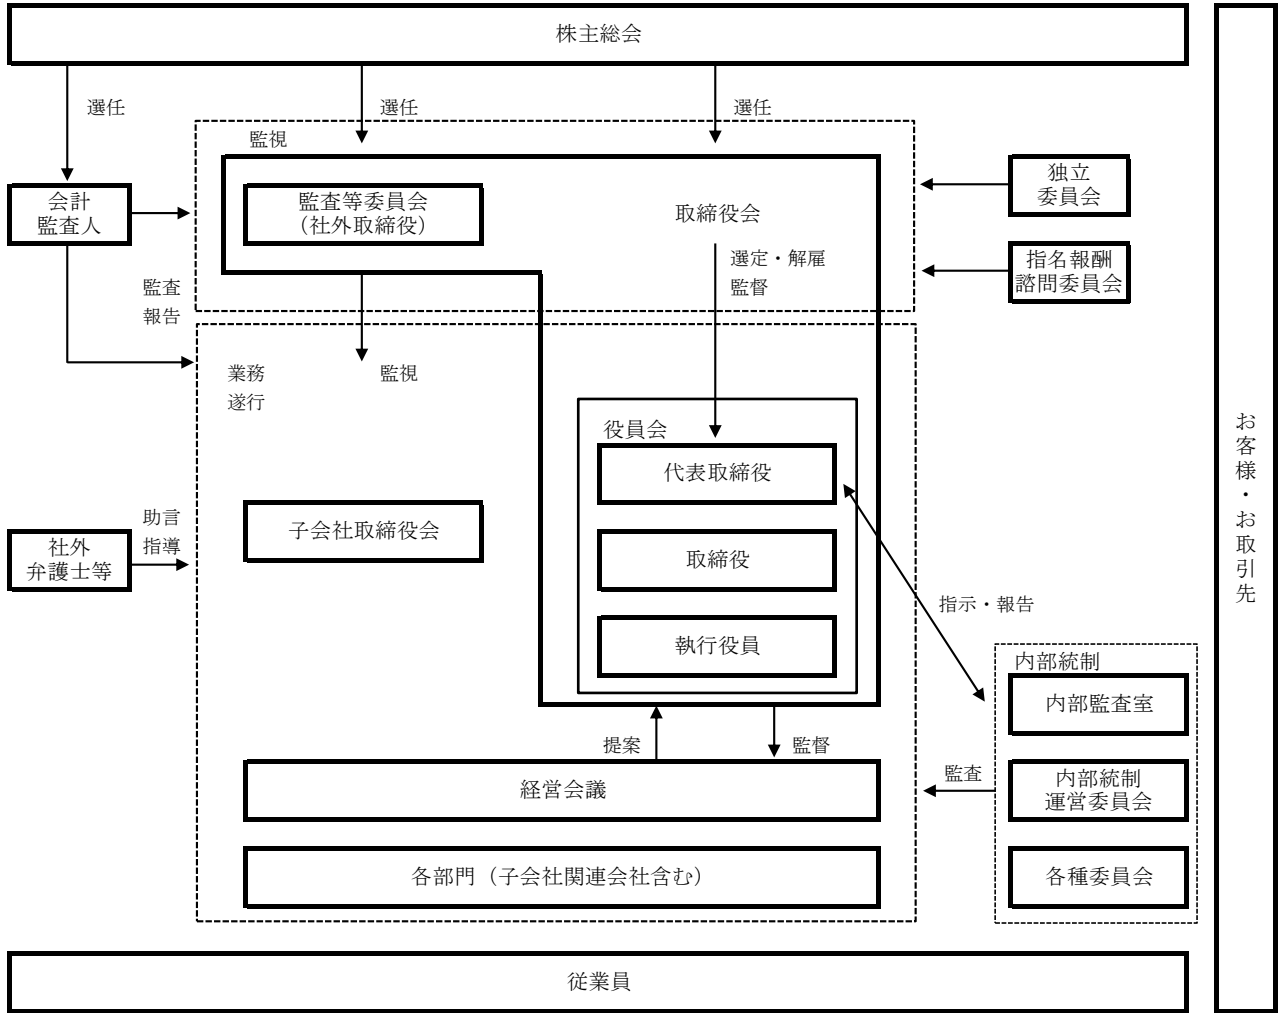 株主総会
選任
選任
選任
監視
会計
監査人
監査等委員会
（社外取締役）
取締役会
独立
委員会
選定・解雇
監督
指名報酬
諮問委員会
監査
報告
業務
遂行
監視
役員会
代表取締役
子会社取締役会
助言
指導
社外
弁護士等
取締役
執行役員
指示・報告
内部統制
内部監査室
提案
監督
経営会議
監査
内部統制
運営委員会
各部門（子会社関連会社含む）
各種委員会
従業員
お客様・お取引先